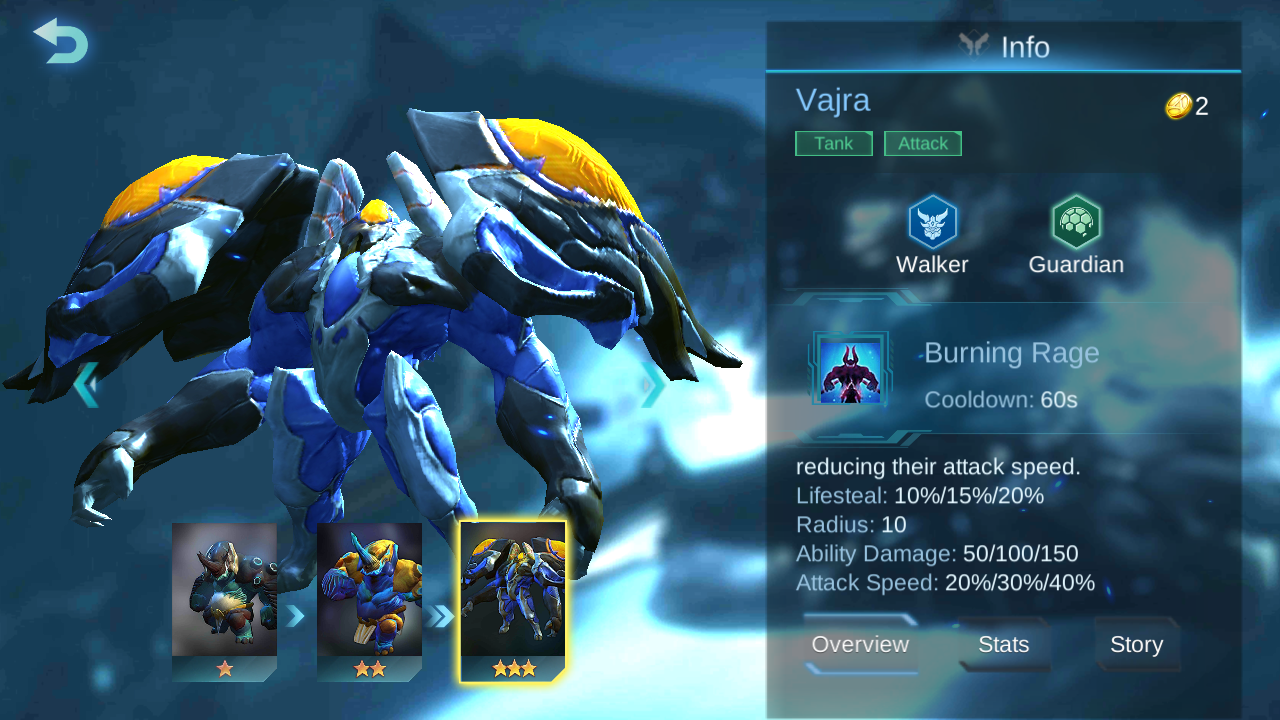 Info
Vajra
2
Tank
Attack
Walker
Guardian
Burning Rage
Cooldown: 60s
reducing their attack speed.
Lifesteal: 10%/15%/20%
Radius: 10
Ability Damage: 50/100/150
Attack Speed: 20%/30%/40%
Overview
Stats
Story